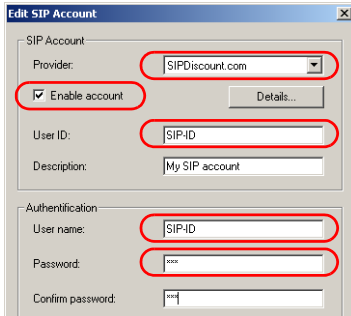 Edit SIP Account
SIP Account
Provider: SIPDiscount.com
Enable account Details...
User ID: SIP-ID
Description: My SIP account
Authentification
User name: SIP-ID
Password: ***
Confirm password: ***